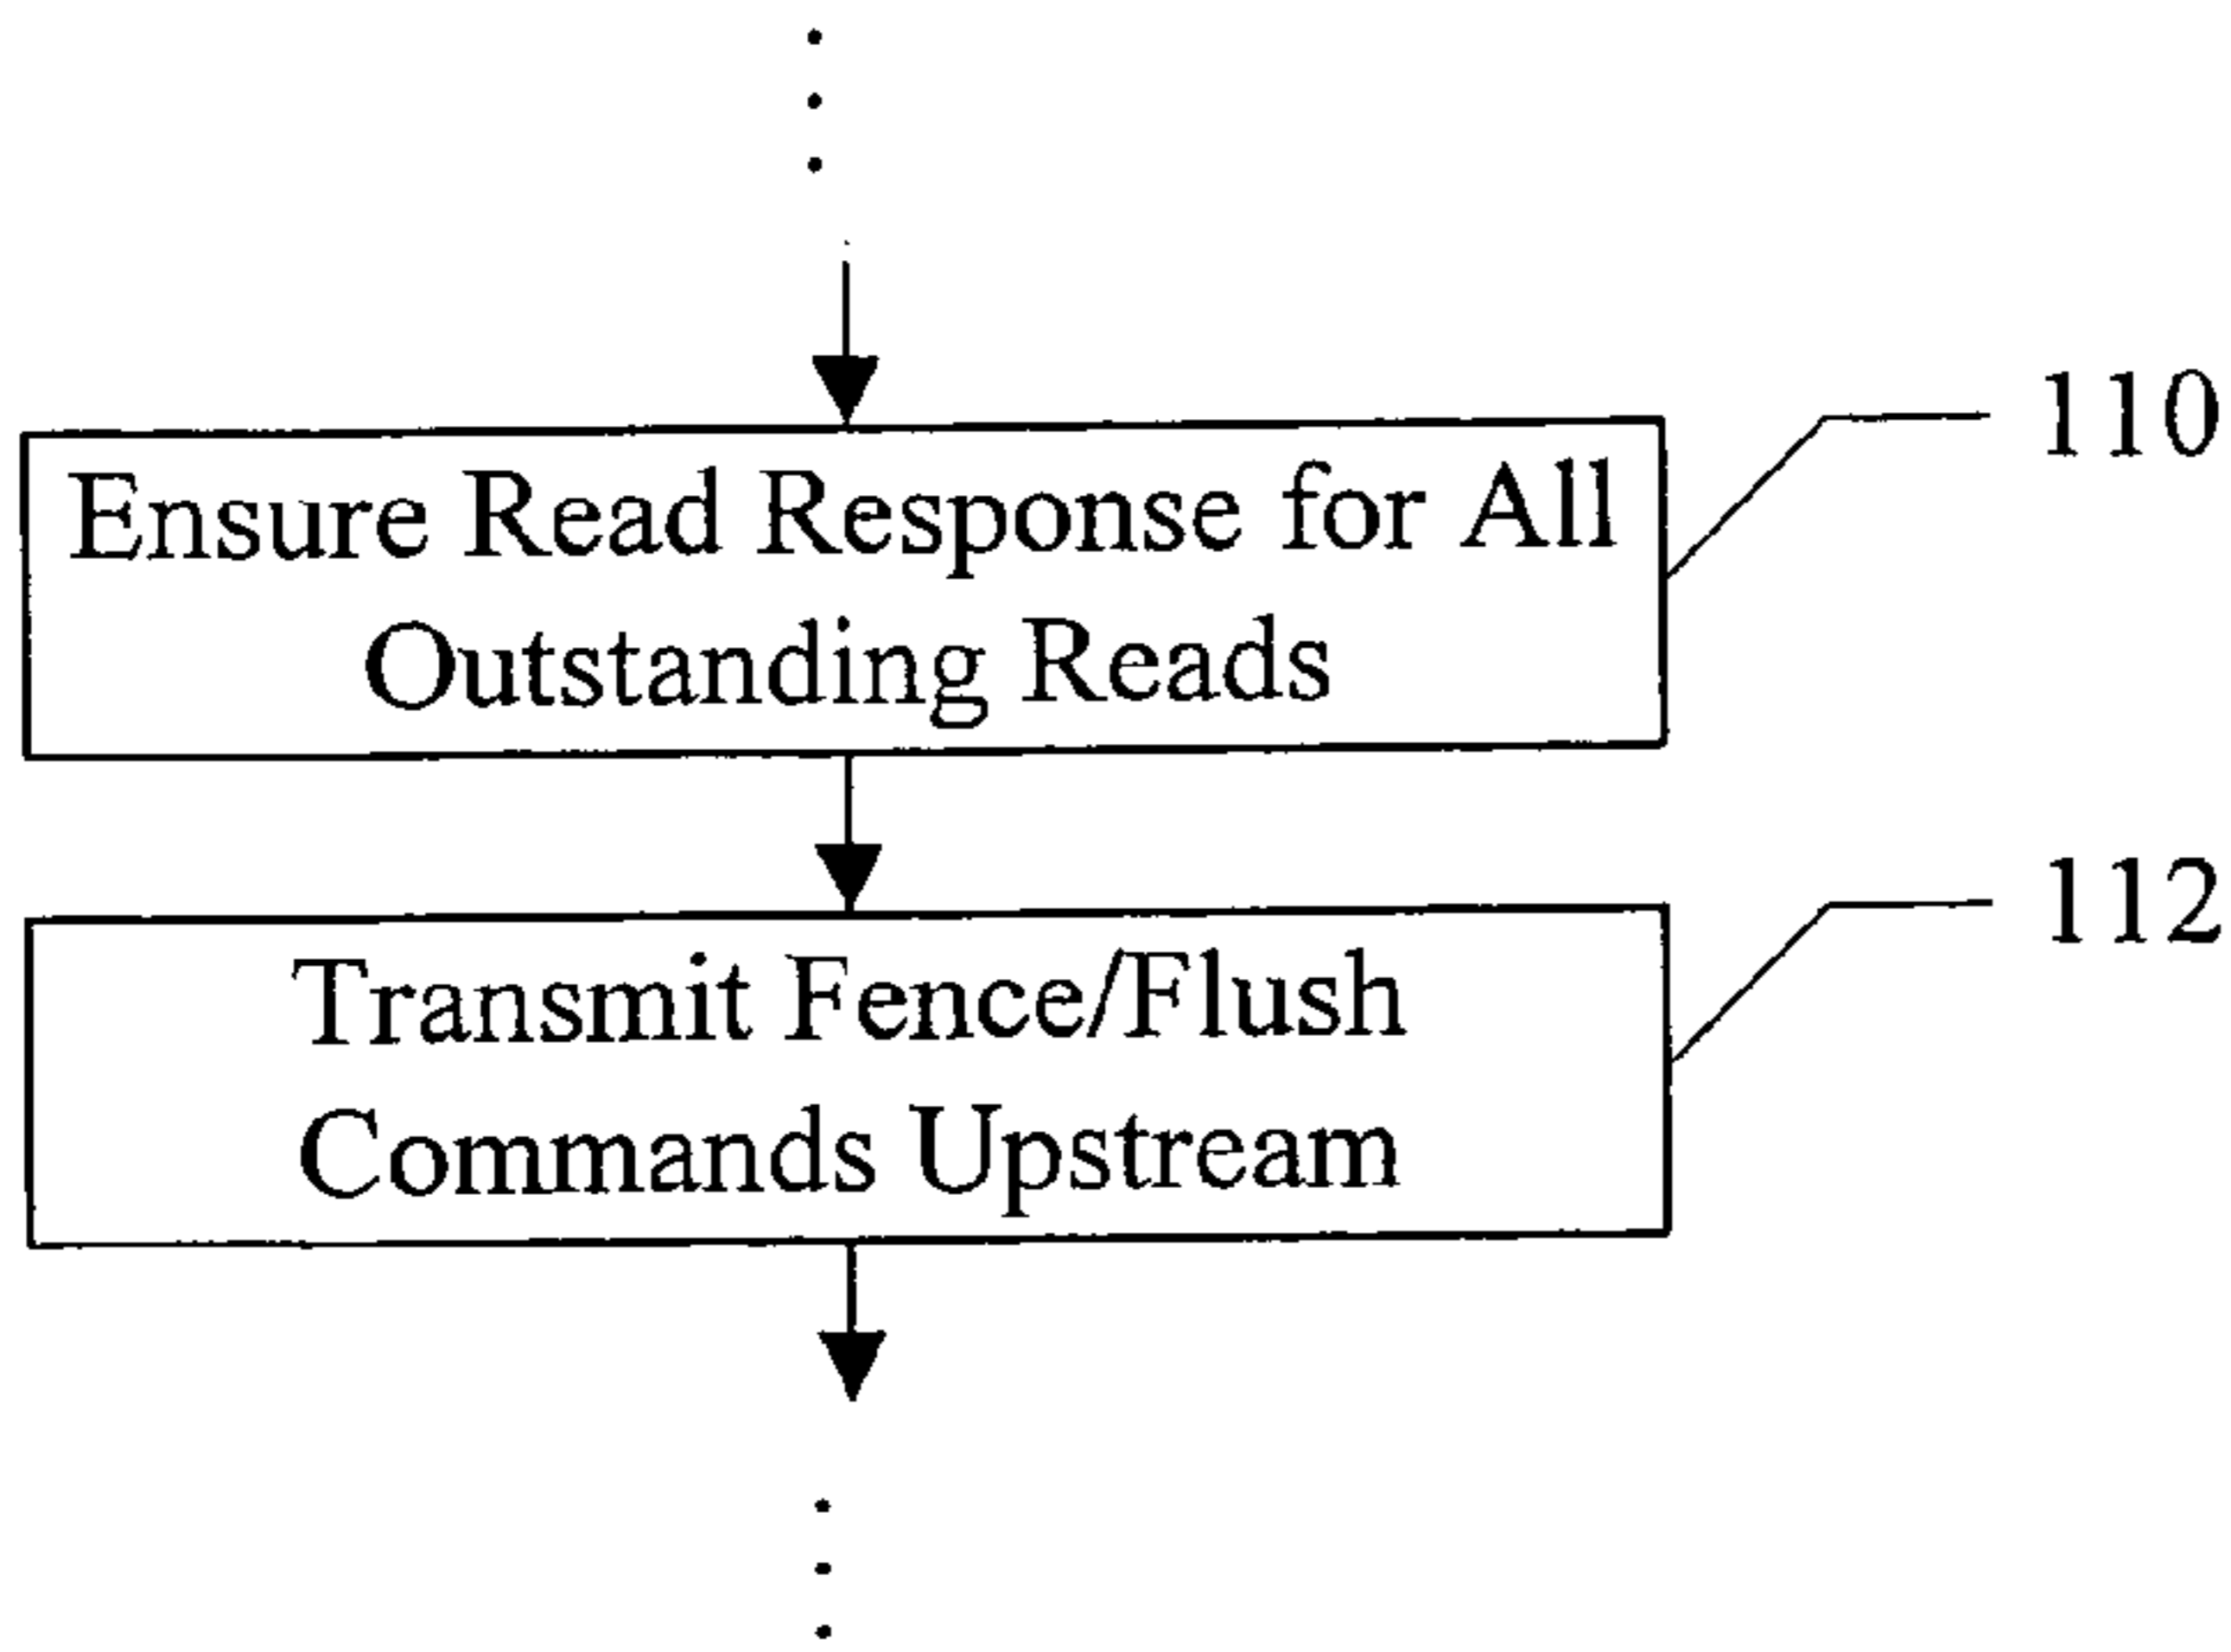 110
Ensure Read Response for All
Outstanding Reads
112
Transmit Fence/Flush
Commands Upstream